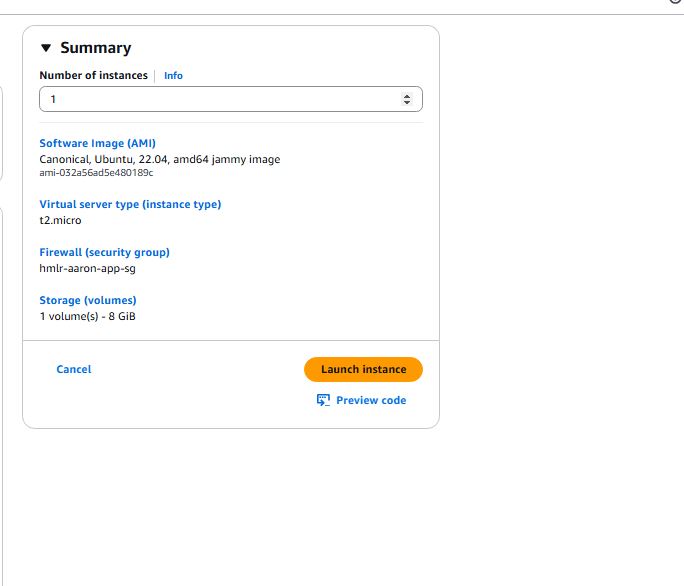 Summary
Number of instances Info
1
Software Image (AMI)
Canonical, Ubuntu, 22.04, amd64 jammy image
ami-032a56ad5e480189c
Virtual server type (instance type)
t2.micro
Firewall (security group)
hmlr-aaron-app-sg
Storage (volumes)
1 volume(s) - 8 GiB
Cancel
Launch instance
Preview code